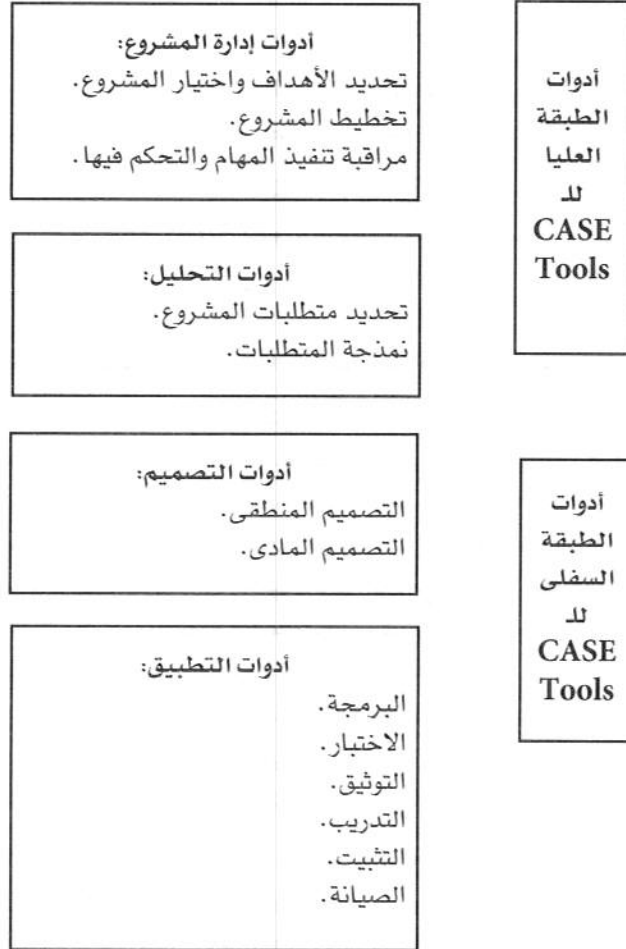 أدوات
الطبقة
العليا
للـ
CASE
Tools
أدوات إدارة المشروع:
تحديد الأهداف واختيار المشروع.
تخطيط المشروع.
مراقبة تنفيذ المهام والتحكم فيها.
أدوات التحليل:
تحديد متطلبات المشروع.
نمذجة المتطلبات.
أدوات
الطبقة
السفلى
للـ
CASE
Tools
أدوات التصميم:
التصميم المنطقى.
التصميم المادى.
أدوات التطبيق:
البرمجة.
الاختبار.
التوثيق.
التدريب.
التثبيت.
الصيانة.